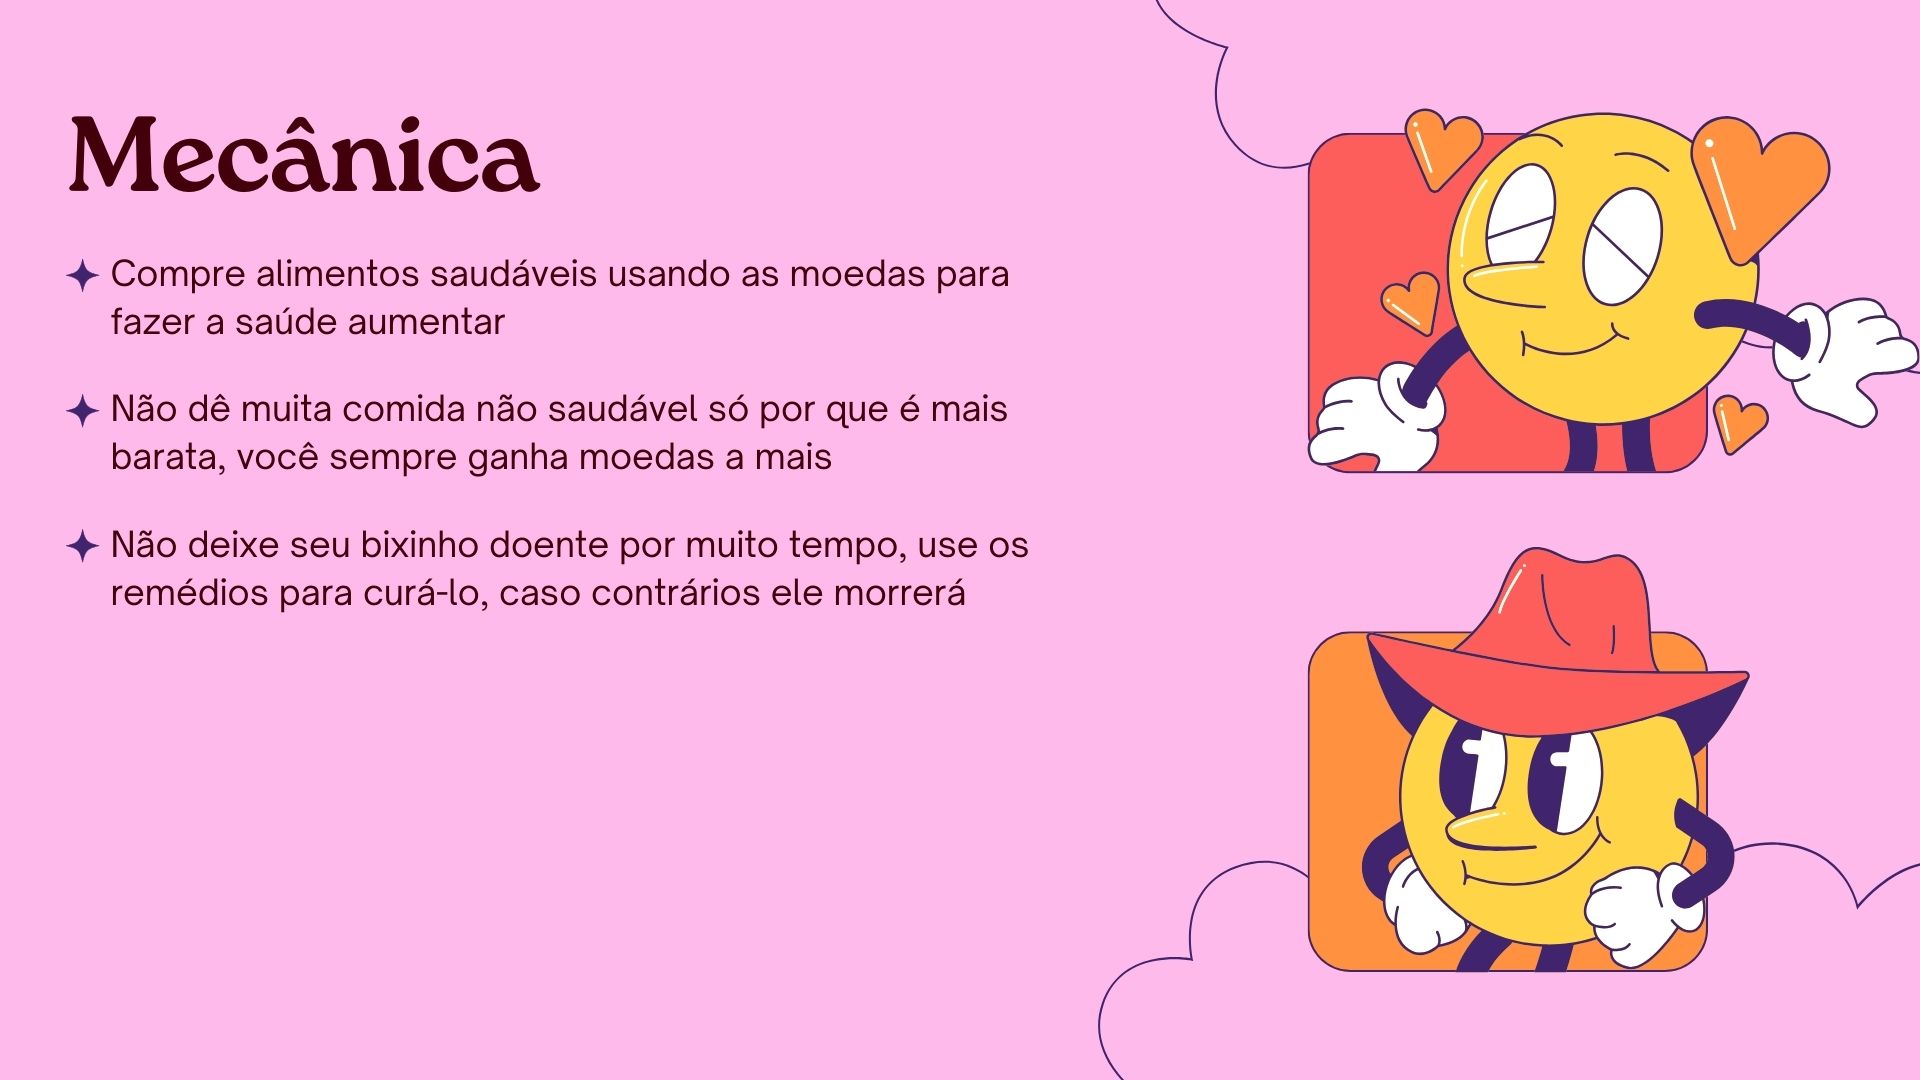 Mecânica
Compre alimentos saudáveis usando as moedas para
fazer a saúde aumentar
Não dê muita comida não saudável só por que é mais
barata, você sempre ganha moedas a mais
Não deixe seu bixinho doente por muito tempo, use os
remédios para curá-lo, caso contrários ele morrerá